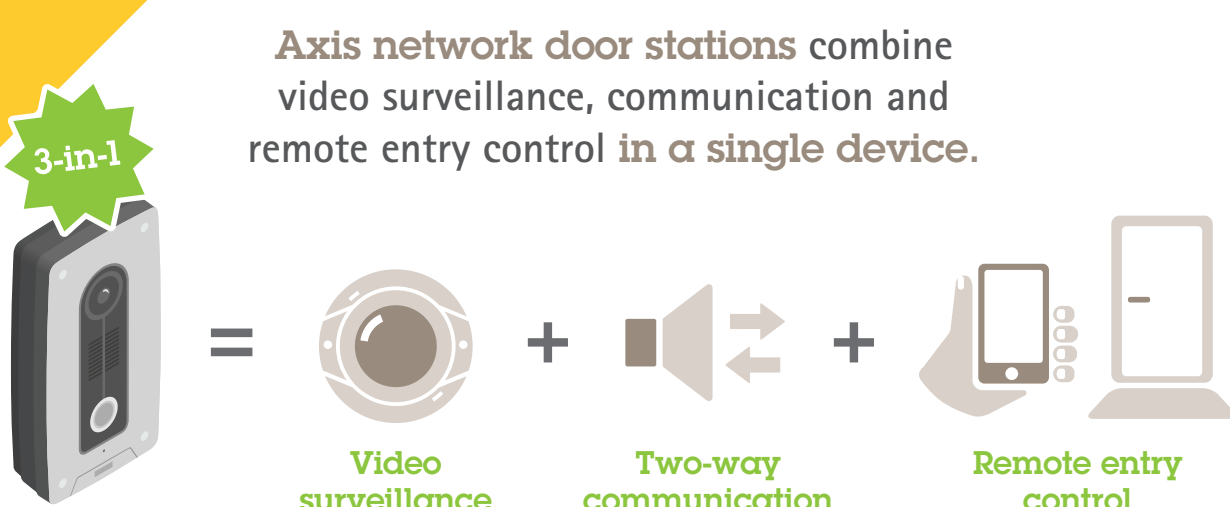 Axis network door stations combine
video surveillance, communication and
remote entry control in a single device.
3-in-1
=
+
+
Video
surveillance
Two-way
communication
Remote entry
control